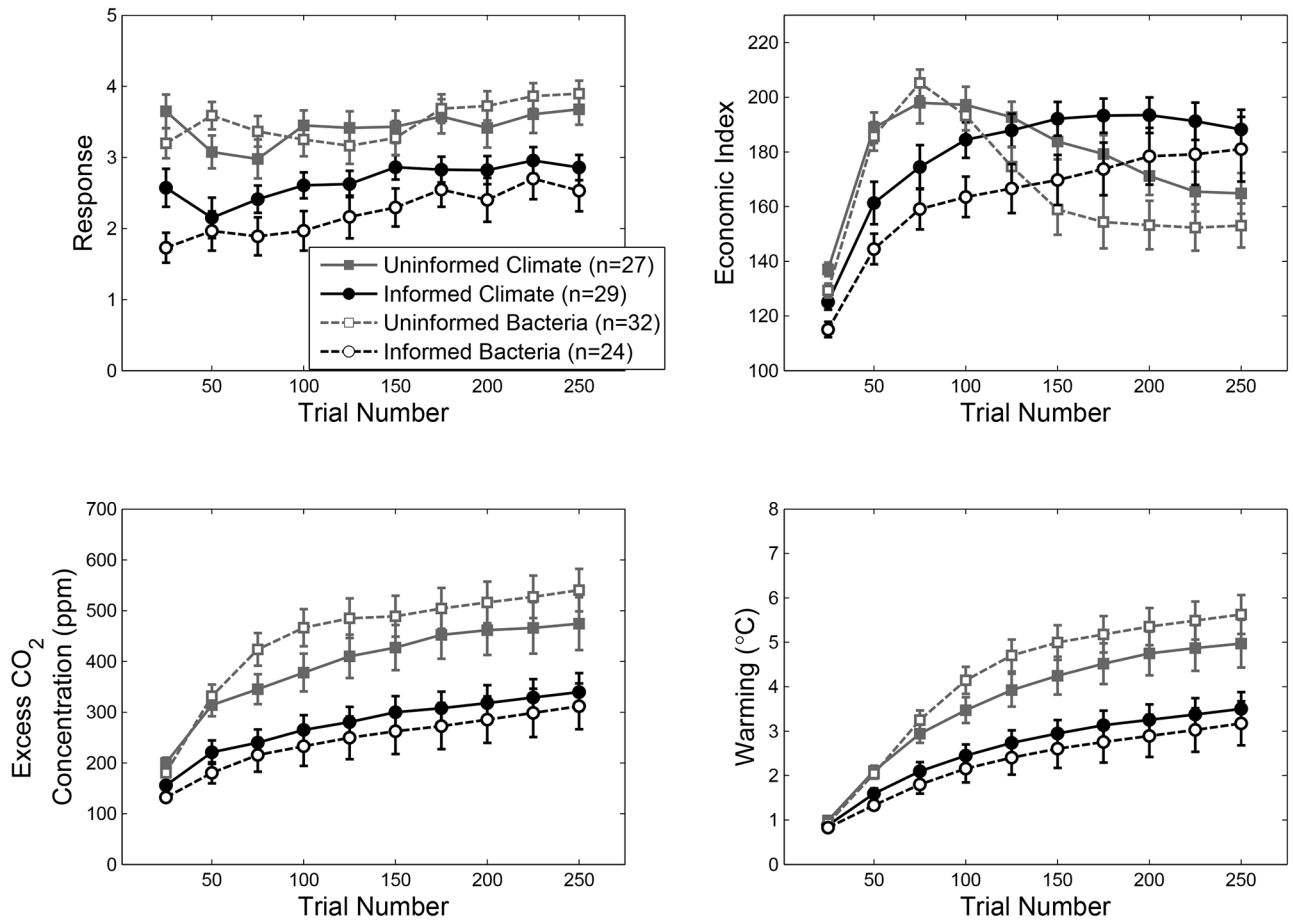 5
4
3
2
1
0
Response
50 100 150 200 250
Trial Number
Uninformed Climate (n=27)
Informed Climate (n=29)
Uninformed Bacteria (n=32)
Informed Bacteria (n=24)
220
200
180
160
140
120
100
Economic Index
50 100 150 200 250
Trial Number
700
600
500
400
300
200
100
0
Excess CO2
Concentration (ppm)
50 100 150 200 250
Trial Number
8
7
6
5
4
3
2
1
0
Warming (°C)
50 100 150 200 250
Trial Number